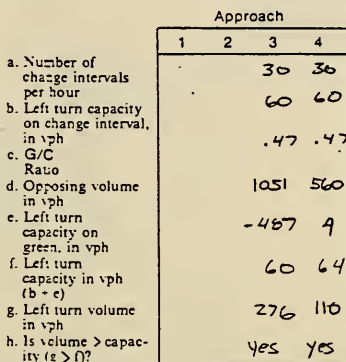 Approach
1 2 3 4
a. Number of
change intervals 30 30
per hour
b. Left turn capacity 60 60
on change interval,
in vph
c. G/C .47 .47
Ratio
d. Opposing volume 1051 560
in vph
e. Left turn
capacity on -487 4
green, in vph
f. Left turn
capacity in vph 60 64
(b + e)
g. Left turn volume 276 110
in vph
h. Is volume > capac- yes yes
ity (g > f)?